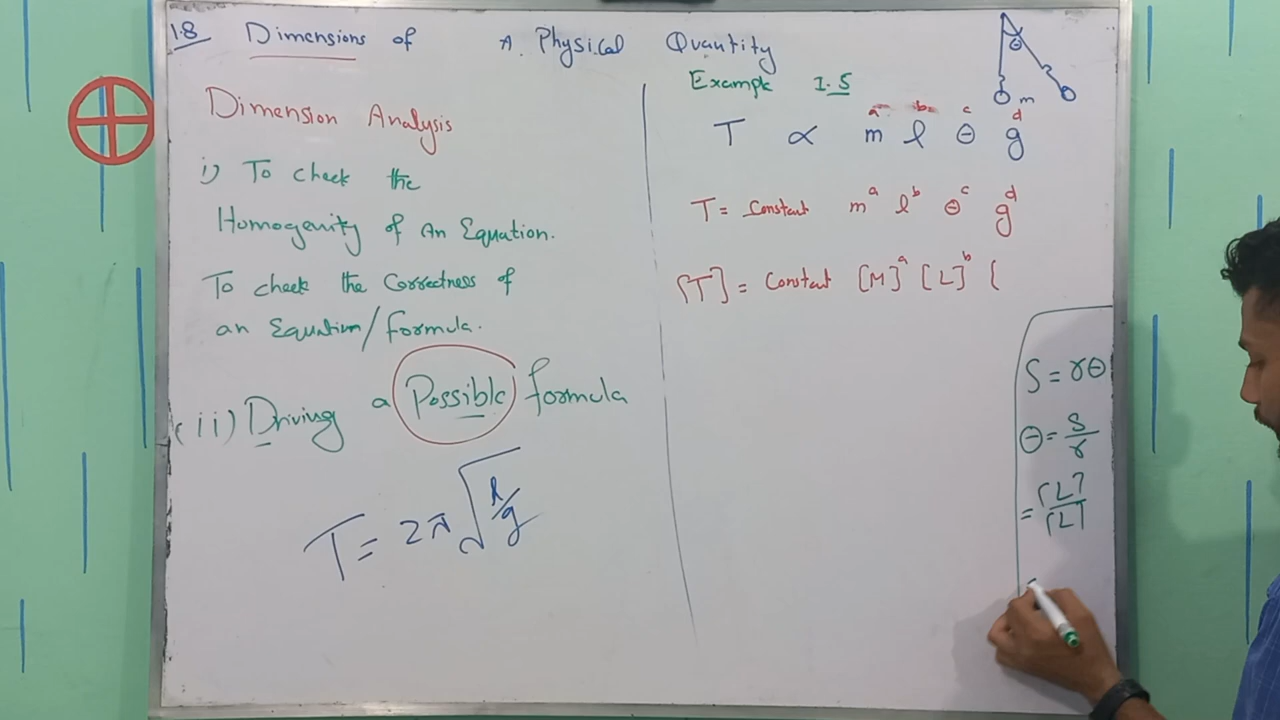 1.8 Dimensions of A. Physical Quantity
Dimension Analysis
i) To check the
Homogenity of An Equation.
To check the Correctness of
an Equation/formula.
(ii) Driving a Possible formula
T = 2π √l/g
Example 1.5
θ
m
T ∝ m^a l^b θ^c g^d
T = Constant m^a l^b θ^c g^d
[T] = Constant [M]^a [L]^b [
S = rθ
θ = S/r
= [L]/[L]